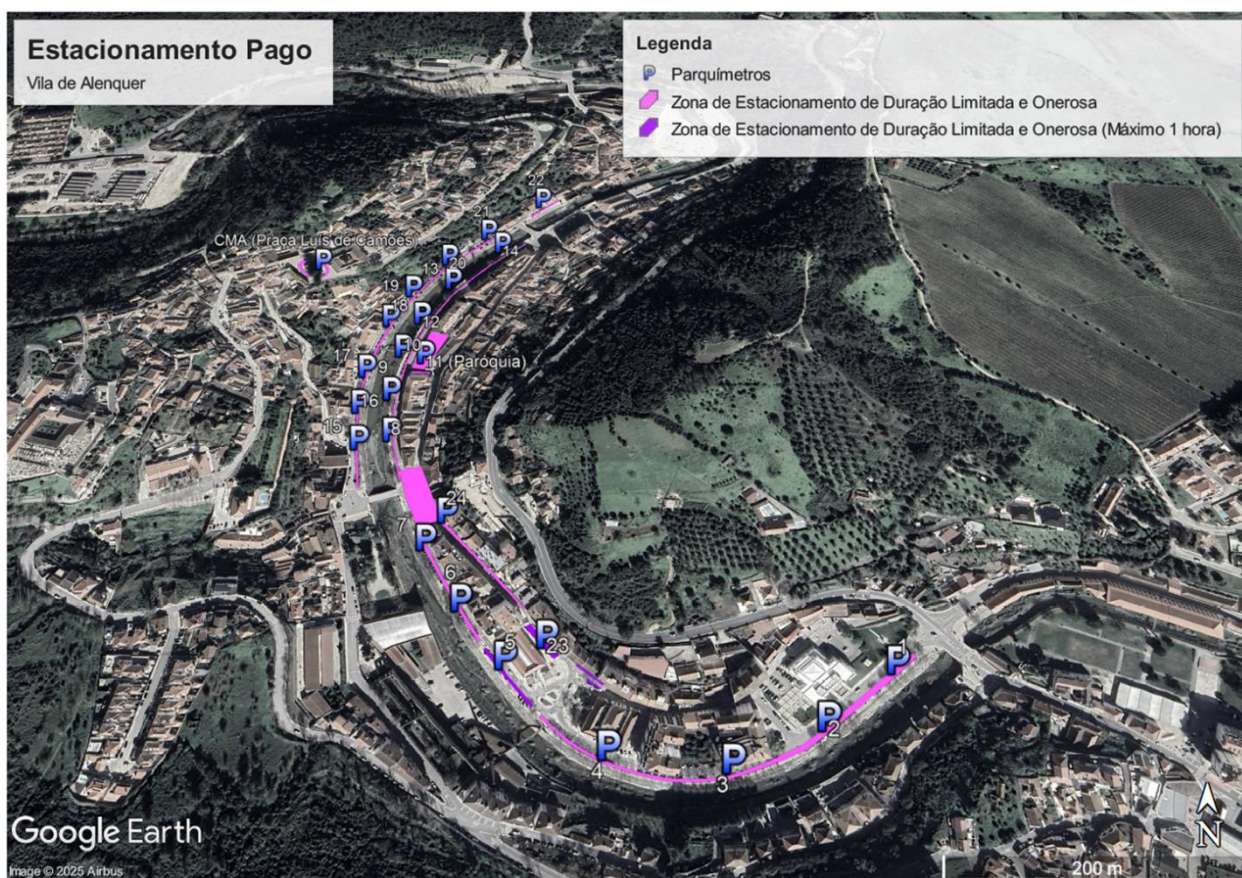 Estacionamento Pago
Vila de Alenquer
Legenda
P Parquímetros
Zona de Estacionamento de Duração Limitada e Onerosa
Zona de Estacionamento de Duração Limitada e Onerosa (Máximo 1 hora)
22
21
14
CMA (Praça Luis de Camões)
13
20
19
18
12
10
17
9
11 (Paróquia)
16
15
8
24
7
6
5
23
1
2
4
3
Google Earth
N
200 m
Image © 2025 Airbus